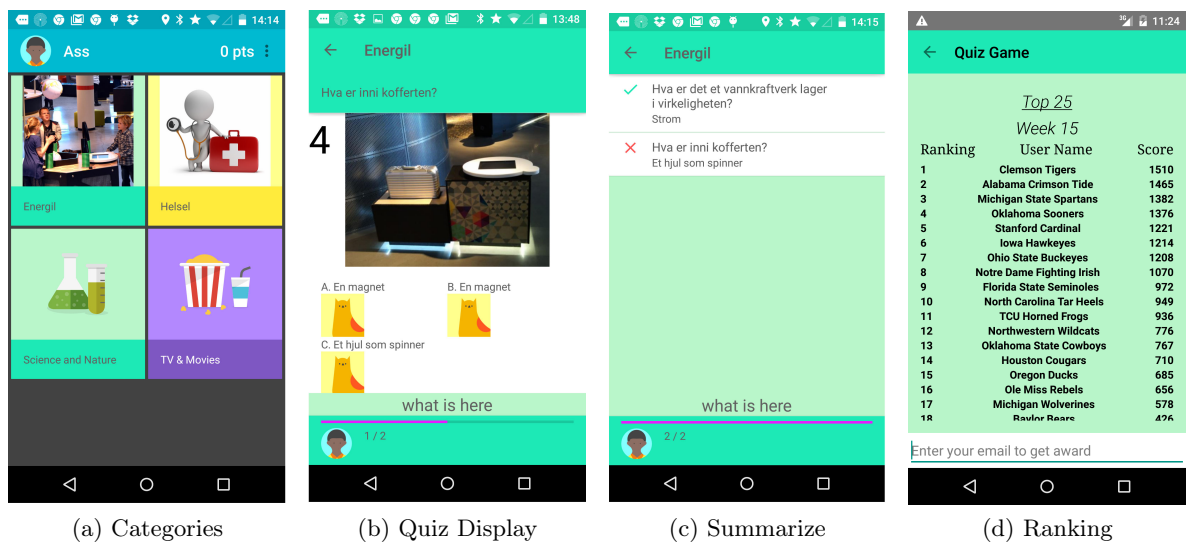 14:14
Ass 0 pts
Energil
Helsel
Science and Nature
TV & Movies
(a) Categories
13:48
Energil
Hva er inni kofferten?
4
A. En magnet
B. En magnet
C. Et hjul som spinner
what is here
1 / 2
(b) Quiz Display
14:15
Energil
Hva er det et vannkraftverk lager
i virkeligheten?
Strom
Hva er inni kofferten?
Et hjul som spinner
what is here
2 / 2
(c) Summarize
3G 11:24
Quiz Game
Top 25
Week 15
Ranking User Name Score
1 Clemson Tigers 1510
2 Alabama Crimson Tide 1465
3 Michigan State Spartans 1382
4 Oklahoma Sooners 1376
5 Stanford Cardinal 1221
6 Iowa Hawkeyes 1214
7 Ohio State Buckeyes 1208
8 Notre Dame Fighting Irish 1070
9 Florida State Seminoles 972
10 North Carolina Tar Heels 949
11 TCU Horned Frogs 936
12 Northwestern Wildcats 776
13 Oklahoma State Cowboys 767
14 Houston Cougars 710
15 Oregon Ducks 685
16 Ole Miss Rebels 656
17 Michigan Wolverines 578
18 Baylor Bears 426
Enter your email to get award
(d) Ranking